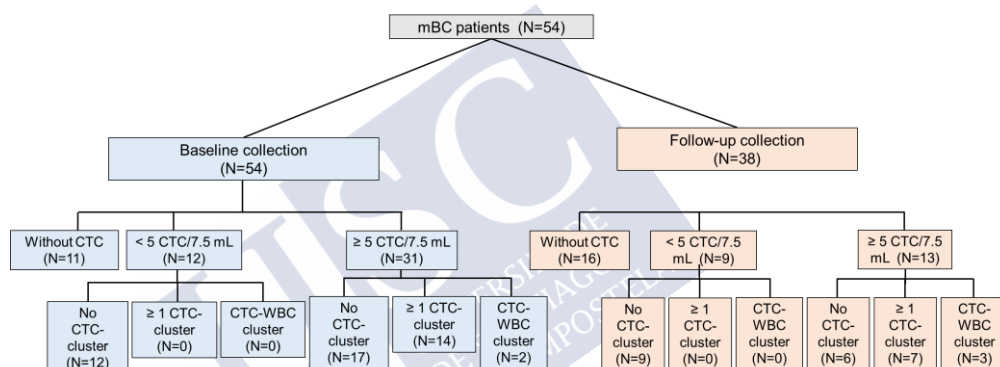 mBC patients (N=54)
Baseline collection
(N=54)
Follow-up collection
(N=38)
Without CTC
(N=11)
< 5 CTC/7.5 mL
(N=12)
≥ 5 CTC/7.5 mL
(N=31)
Without CTC
(N=16)
< 5 CTC/7.5
mL (N=9)
≥ 5 CTC/7.5
mL (N=13)
No
CTC-
cluster
(N=12)
≥ 1 CTC-
cluster
(N=0)
CTC-WBC
cluster
(N=0)
No
CTC-
cluster
(N=17)
≥ 1 CTC-
cluster
(N=14)
CTC-
WBC
cluster
(N=2)
No
CTC-
cluster
(N=9)
≥ 1
CTC-
cluster
(N=0)
CTC-
WBC
cluster
(N=0)
No
CTC-
cluster
(N=6)
≥ 1
CTC-
cluster
(N=7)
CTC-
WBC
cluster
(N=3)
USC